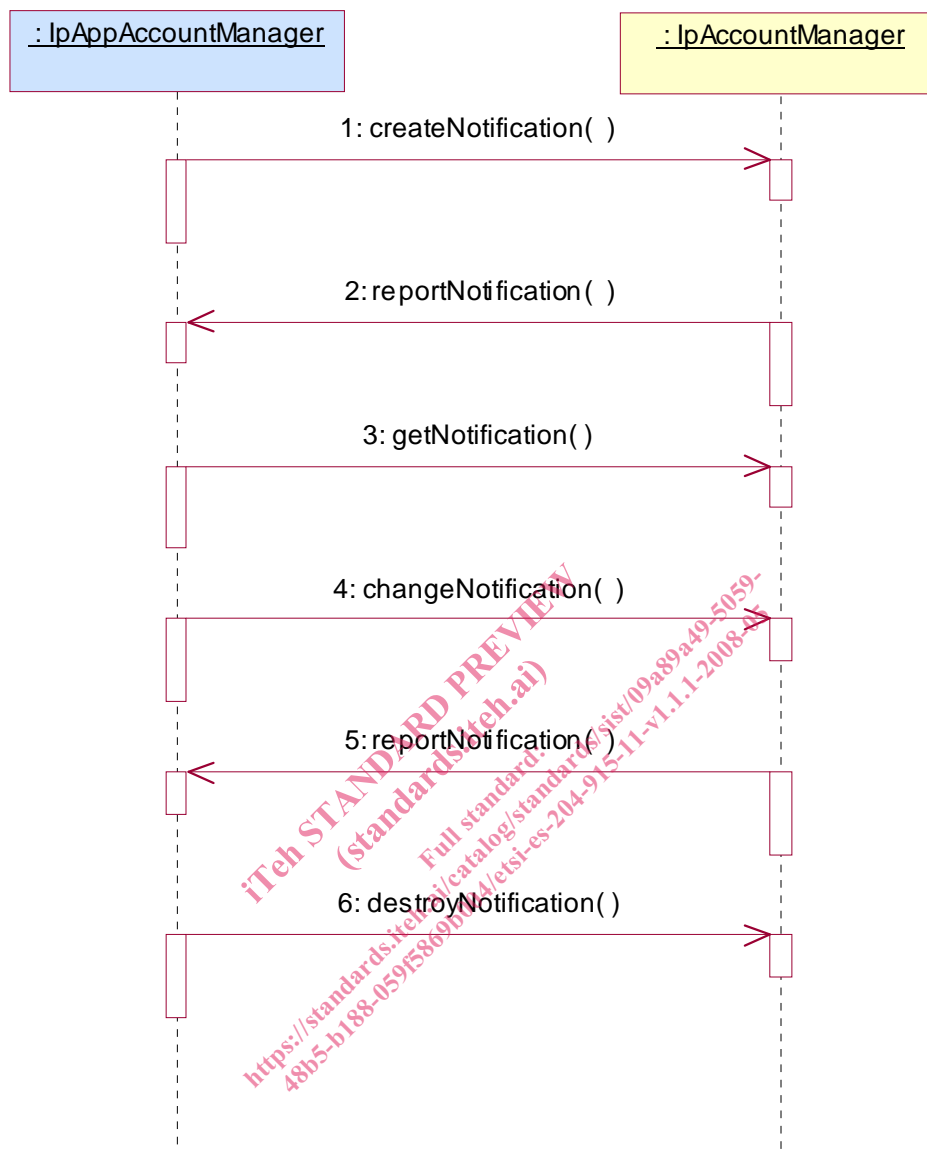 : IpAppAccountManager
: IpAccountManager
1: createNotification( )
2: reportNotification( )
3: getNotification( )
4: changeNotification( )
5: reportNotification( )
6: destroyNotification( )
iTeh STANDARD PREVIEW
(standards.iteh.ai)
Full standard:
https://standards.iteh.ai/catalog/standards/sist/09a89a49-5059-
48b5-b188-059f5869b084/etsi-es-204-915-11-v1.1.1-2008-05